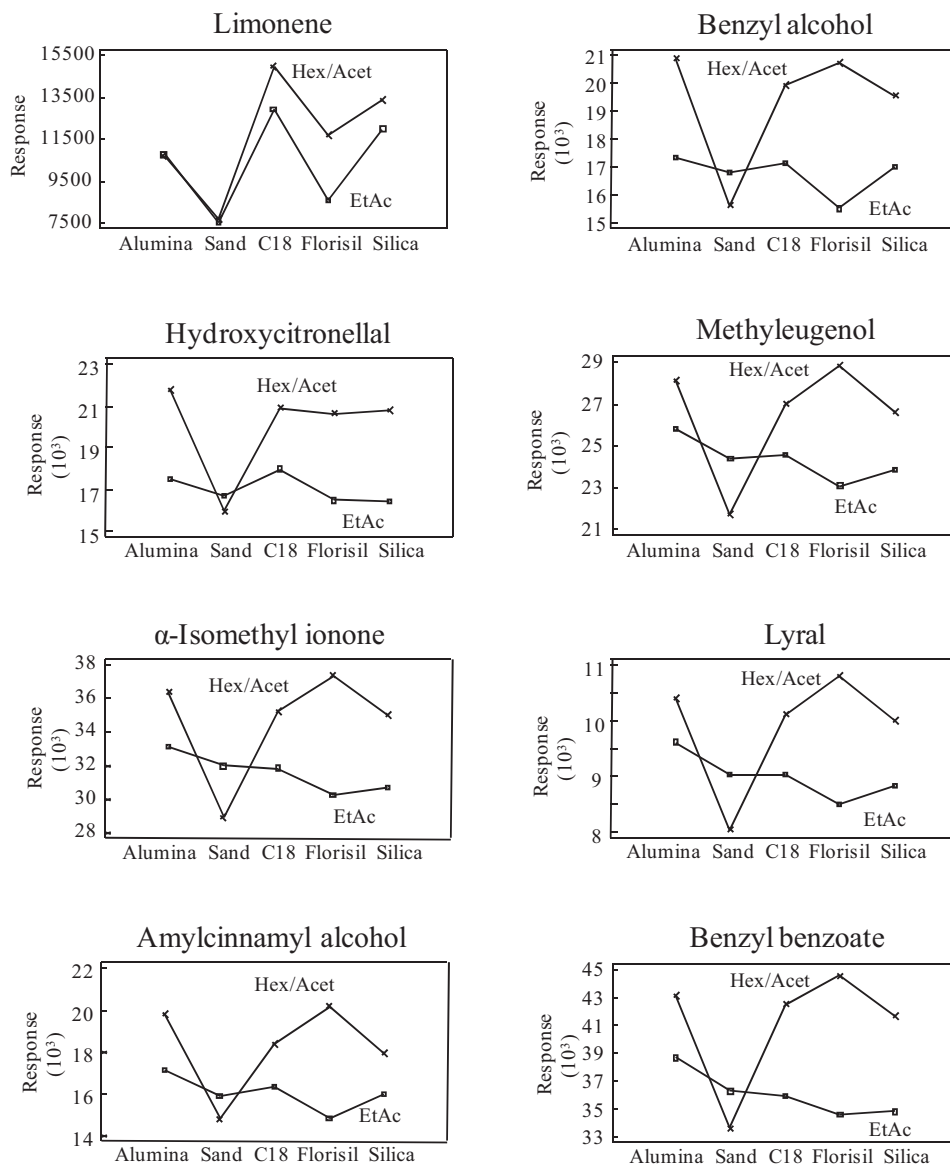 Limonene
Response
15500
13500
11500
9500
7500
Hex/Acet
EtAc
Alumina Sand C18 Florisil Silica
Benzyl alcohol
Response
(10³)
21
20
19
18
17
16
15
Hex/Acet
EtAc
Alumina Sand C18 Florisil Silica
Hydroxycitronellal
Response
(10³)
23
21
19
17
15
Hex/Acet
EtAc
Alumina Sand C18 Florisil Silica
Methyleugenol
Response
(10³)
29
27
25
23
21
Hex/Acet
EtAc
Alumina Sand C18 Florisil Silica
α-Isomethyl ionone
Response
(10³)
38
36
34
32
30
28
Hex/Acet
EtAc
Alumina Sand C18 Florisil Silica
Lyral
Response
(10³)
11
10
9
8
Hex/Acet
EtAc
Alumina Sand C18 Florisil Silica
Amylcinnamyl alcohol
Response
(10³)
22
20
18
16
14
Hex/Acet
EtAc
Alumina Sand C18 Florisil Silica
Benzyl benzoate
Response
(10³)
45
43
41
39
37
35
33
Hex/Acet
EtAc
Alumina Sand C18 Florisil Silica